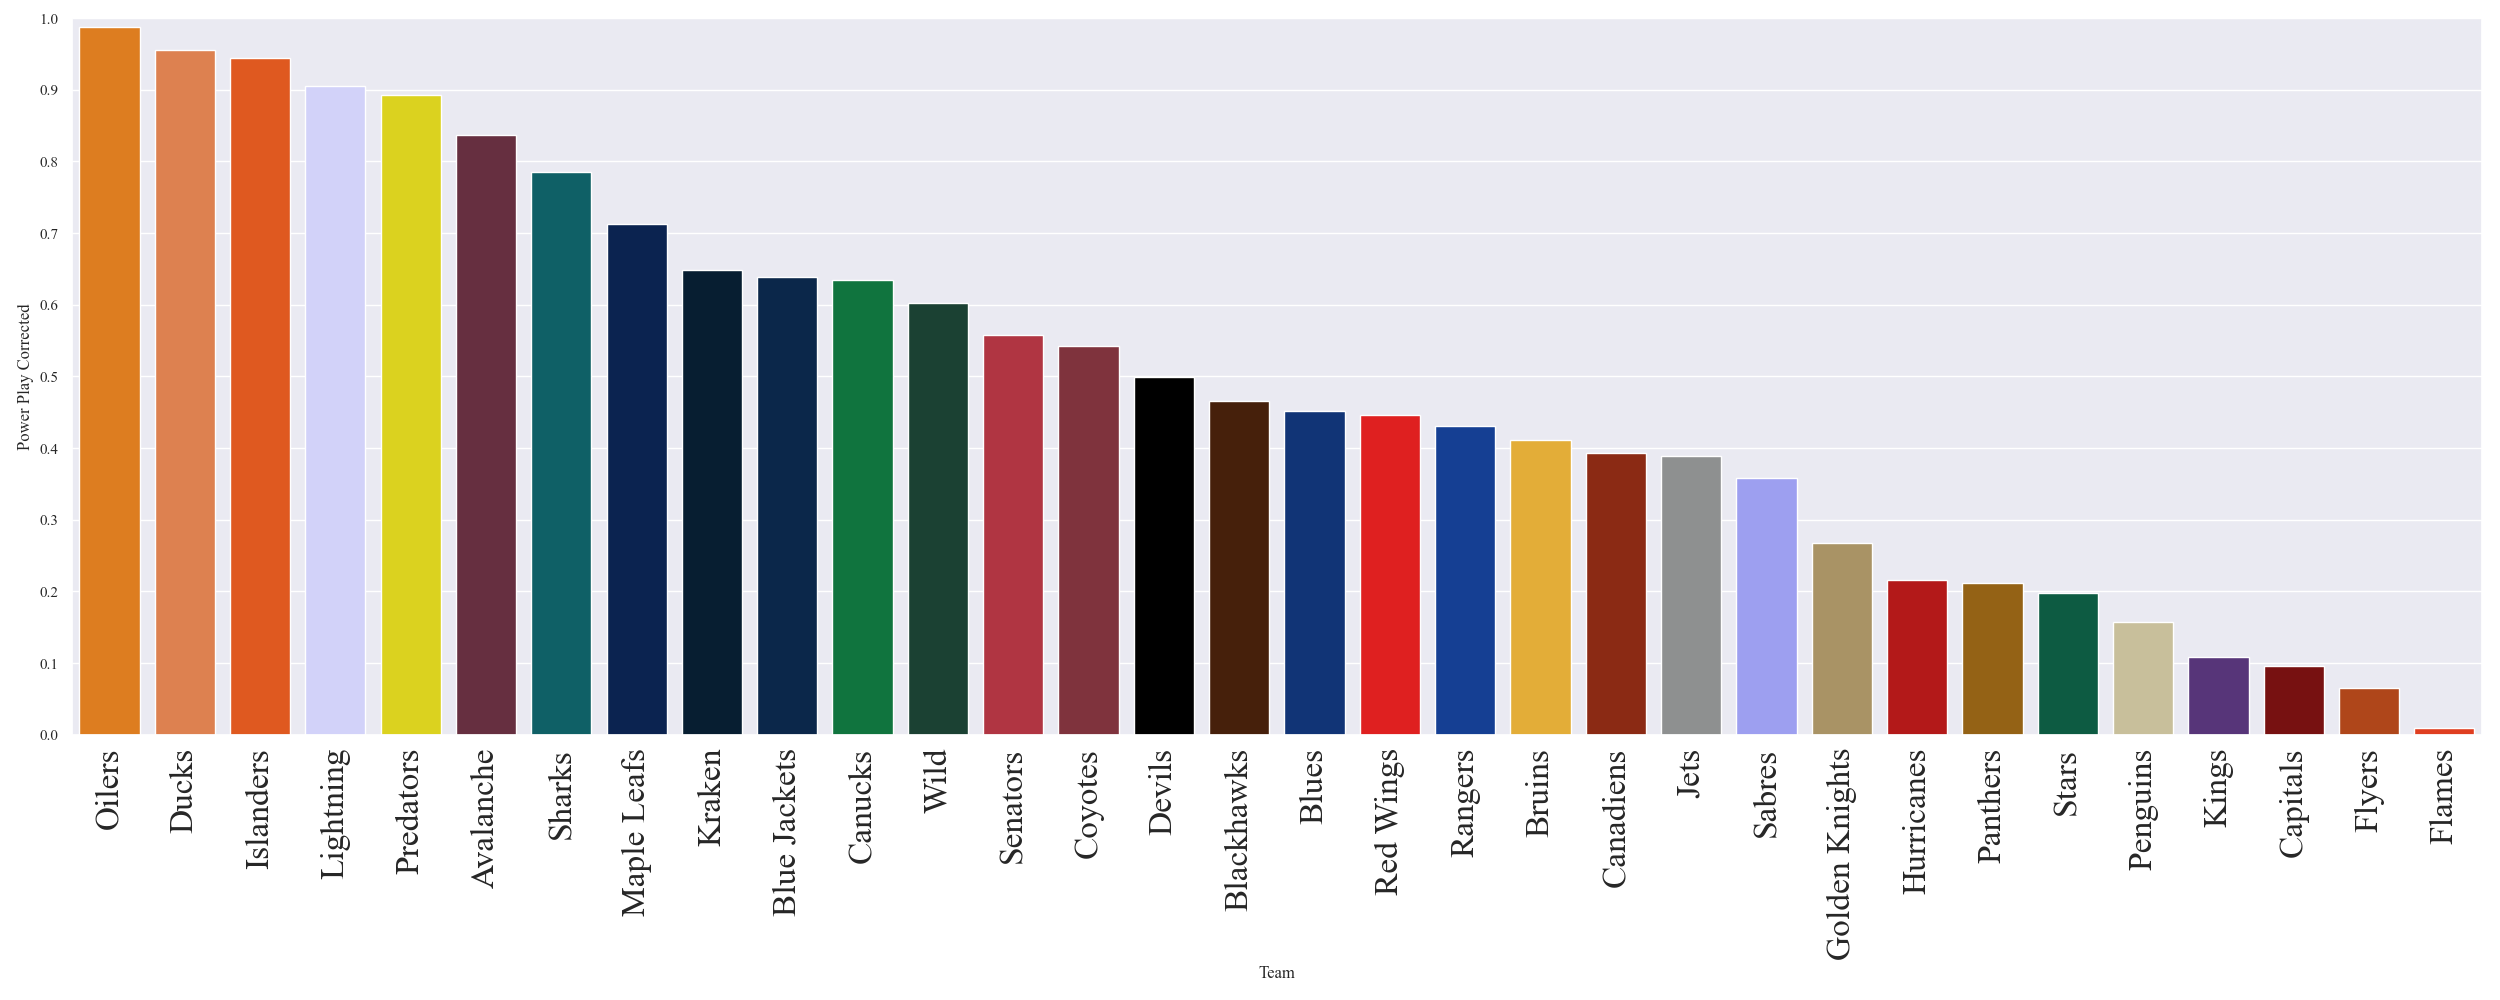 Power Play Corrected
1.0
0.9
0.8
0.7
0.6
0.5
0.4
0.3
0.2
0.1
0.0
Oilers
Ducks
Islanders
Lightning
Predators
Avalanche
Sharks
Maple Leafs
Kraken
Blue Jackets
Canucks
Wild
Senators
Coyotes
Devils
Blackhawks
Blues
Red Wings
Rangers
Bruins
Canadiens
Jets
Sabres
Golden Knights
Hurricanes
Panthers
Stars
Penguins
Kings
Capitals
Flyers
Flames
Team